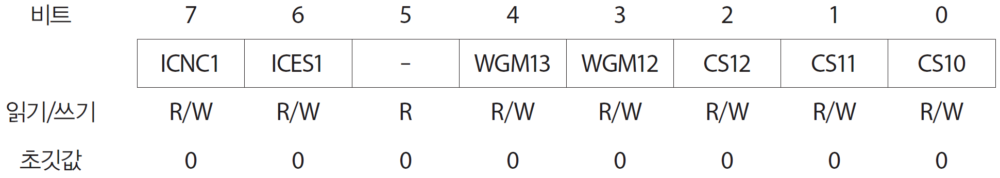 비트 7 6 5 4 3 2 1 0
ICNC1 ICES1 – WGM13 WGM12 CS12 CS11 CS10
읽기/쓰기 R/W R/W R R/W R/W R/W R/W R/W
초깃값 0 0 0 0 0 0 0 0